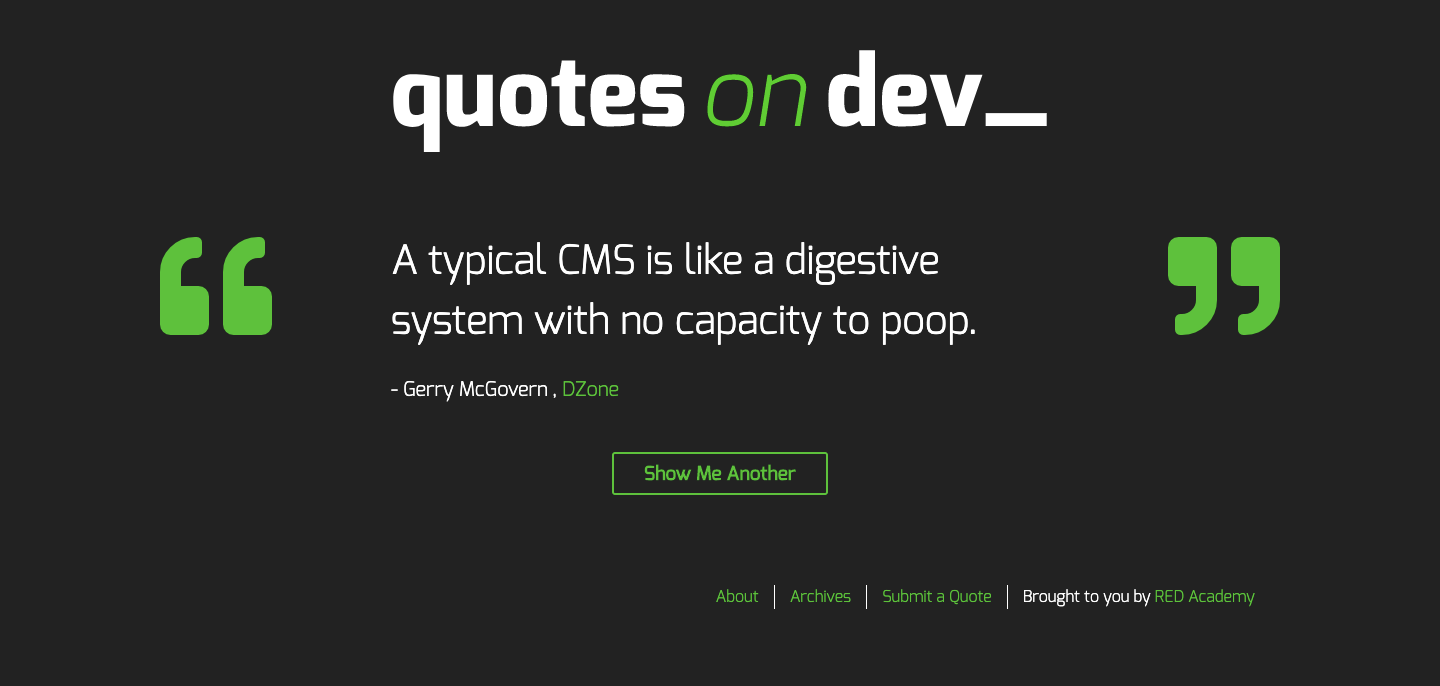 quotes on dev_
“ A typical CMS is like a digestive ”
system with no capacity to poop.
- Gerry McGovern , DZone
Show Me Another
About | Archives | Submit a Quote | Brought to you by RED Academy